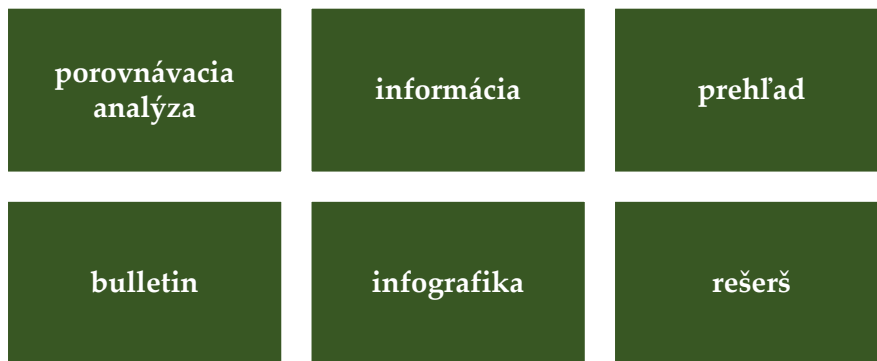 porovnávacia
analýza
informácia
prehľad
bulletin
infografika
rešerš